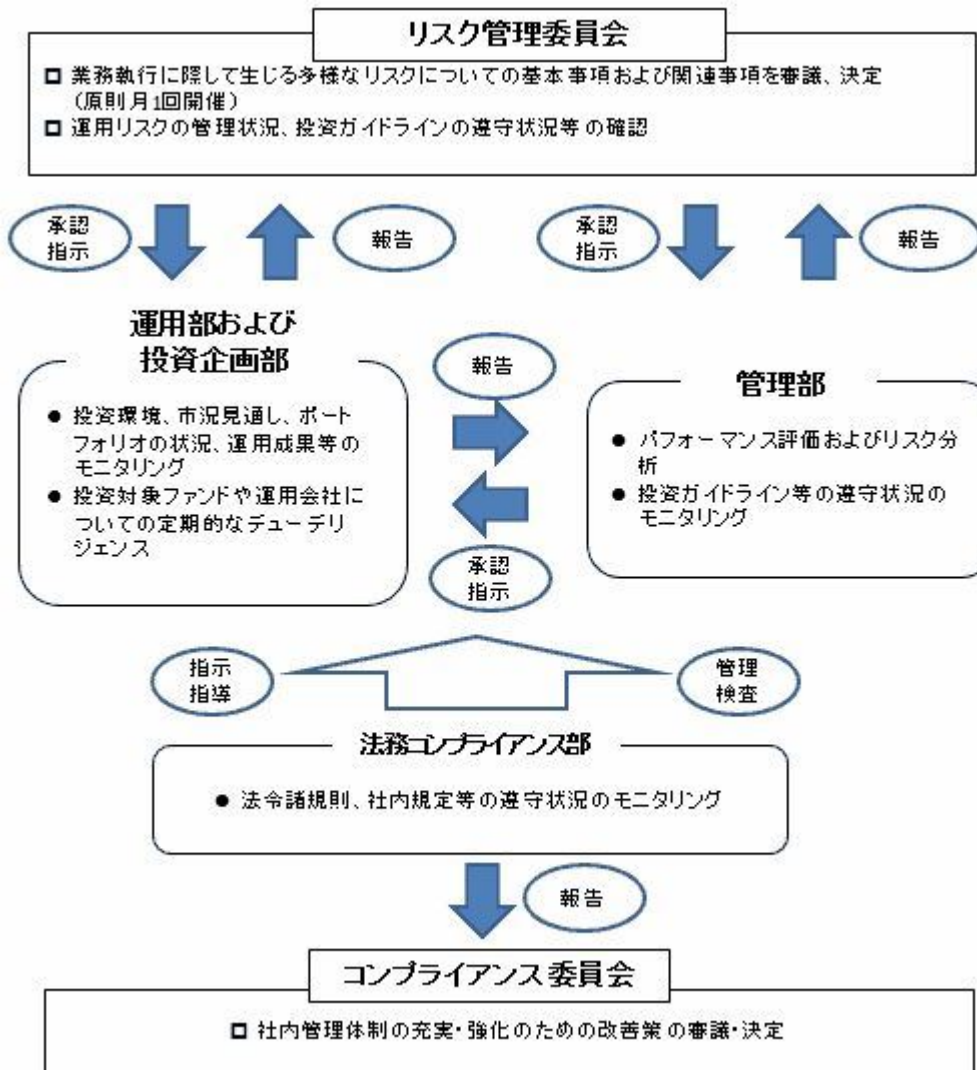 リスク管理委員会
□ 業務執行に際して生じる多様なリスクについての基本事項および関連事項を審議、決定
（原則月1回開催）
□ 運用リスクの管理状況、投資ガイドラインの遵守状況等の確認
承認
指示
報告
承認
指示
報告
運用部および
投資企画部
● 投資環境、市況見通し、ポート
フォリオの状況、運用成果等の
モニタリング
● 投資対象ファンドや運用会社に
ついての定期的なデューデリ
ジェンス
報告
承認
指示
管理部
● パフォーマンス評価およびリスク分
析
● 投資ガイドライン等の遵守状況の
モニタリング
指示
指導
管理
検査
法務コンプライアンス部
● 法令諸規則、社内規定等の遵守状況のモニタリング
報告
コンプライアンス委員会
□ 社内管理体制の充実・強化のための改善策の審議・決定